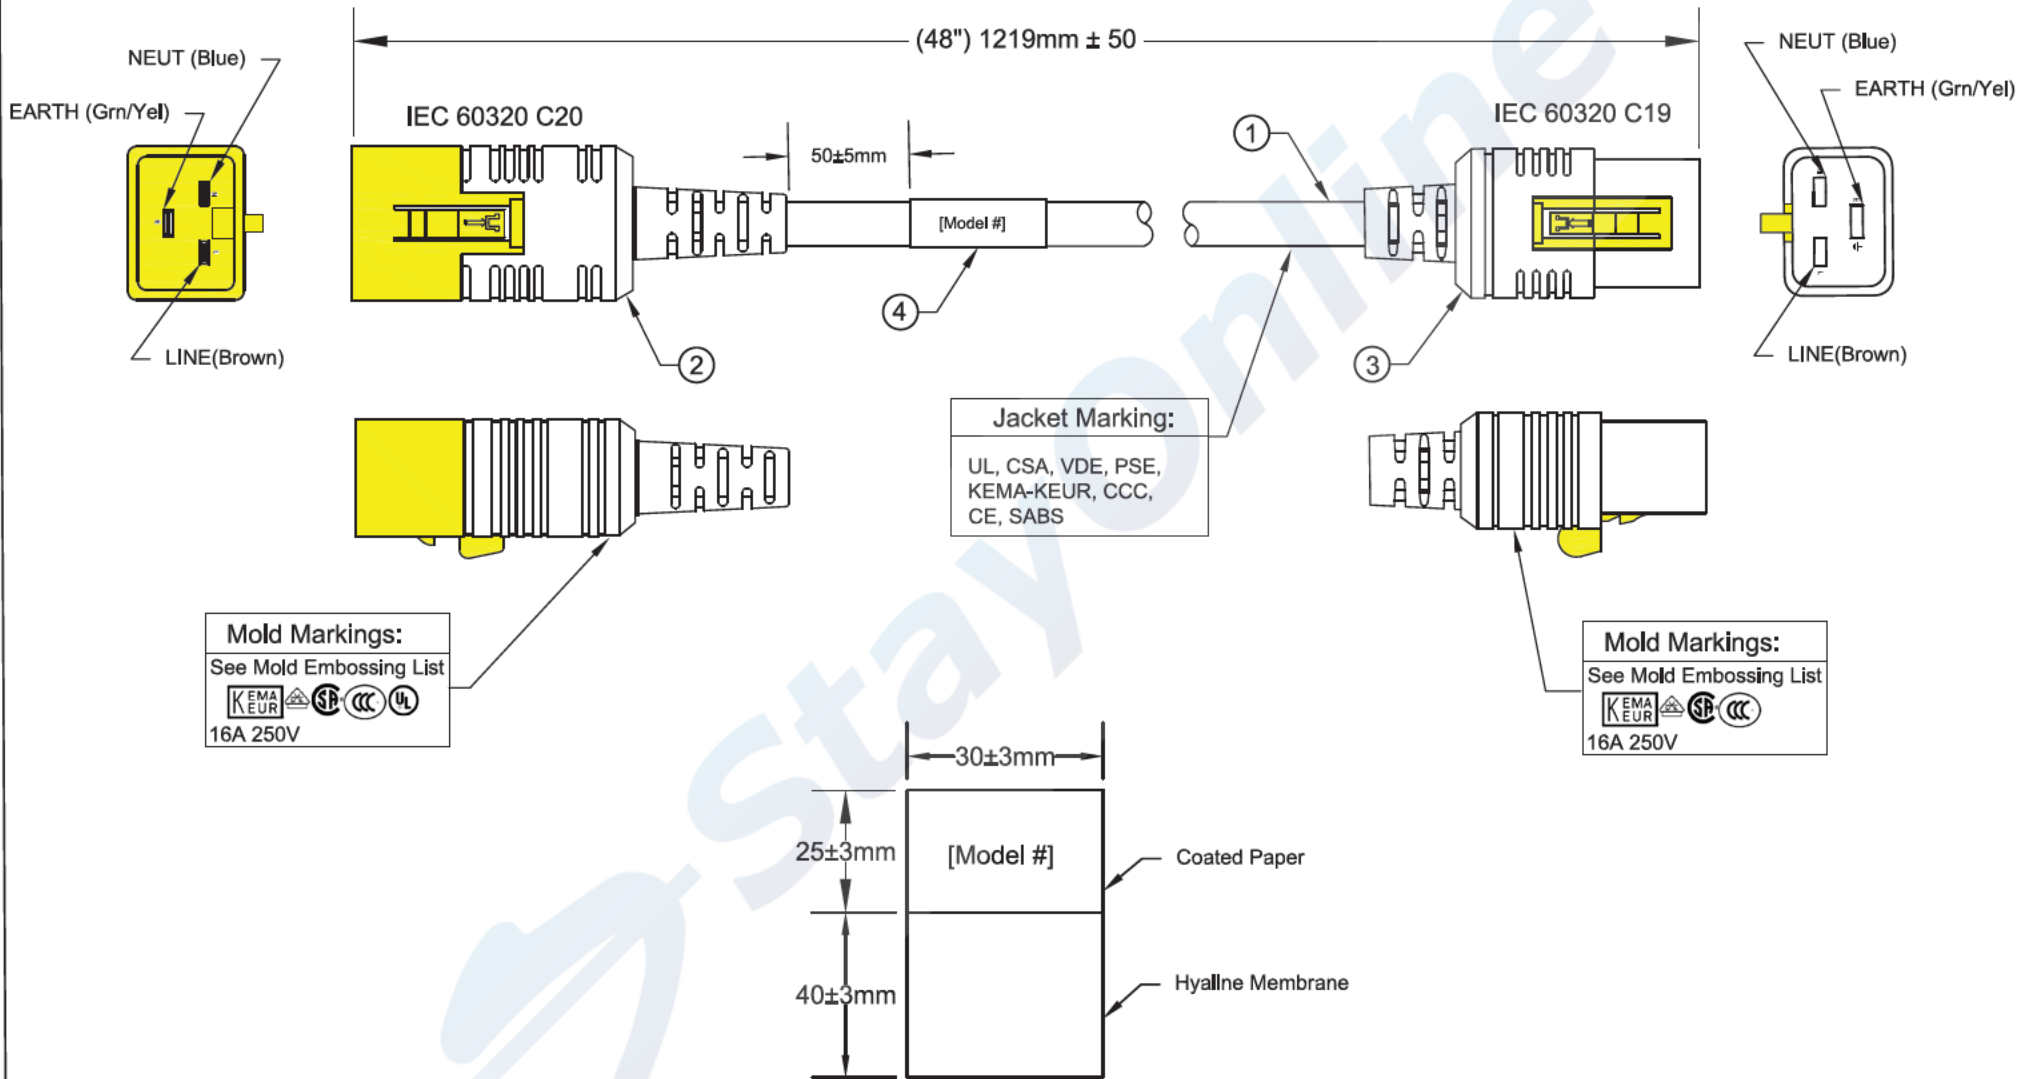 (48") 1219mm ± 50
NEUT (Blue)
EARTH (Grn/Yel)
IEC 60320 C20
LINE(Brown)
50±5mm
[Model #]
1
2
3
4
IEC 60320 C19
NEUT (Blue)
EARTH (Grn/Yel)
LINE(Brown)
Jacket Marking:
UL, CSA, VDE, PSE,
KEMA-KEUR, CCC,
CE, SABS
Mold Markings:
See Mold Embossing List
KEMA
EUR
16A 250V
Mold Markings:
See Mold Embossing List
KEMA
EUR
16A 250V
30±3mm
25±3mm
[Model #]
Coated Paper
40±3mm
Hyaline Membrane
StayOnline